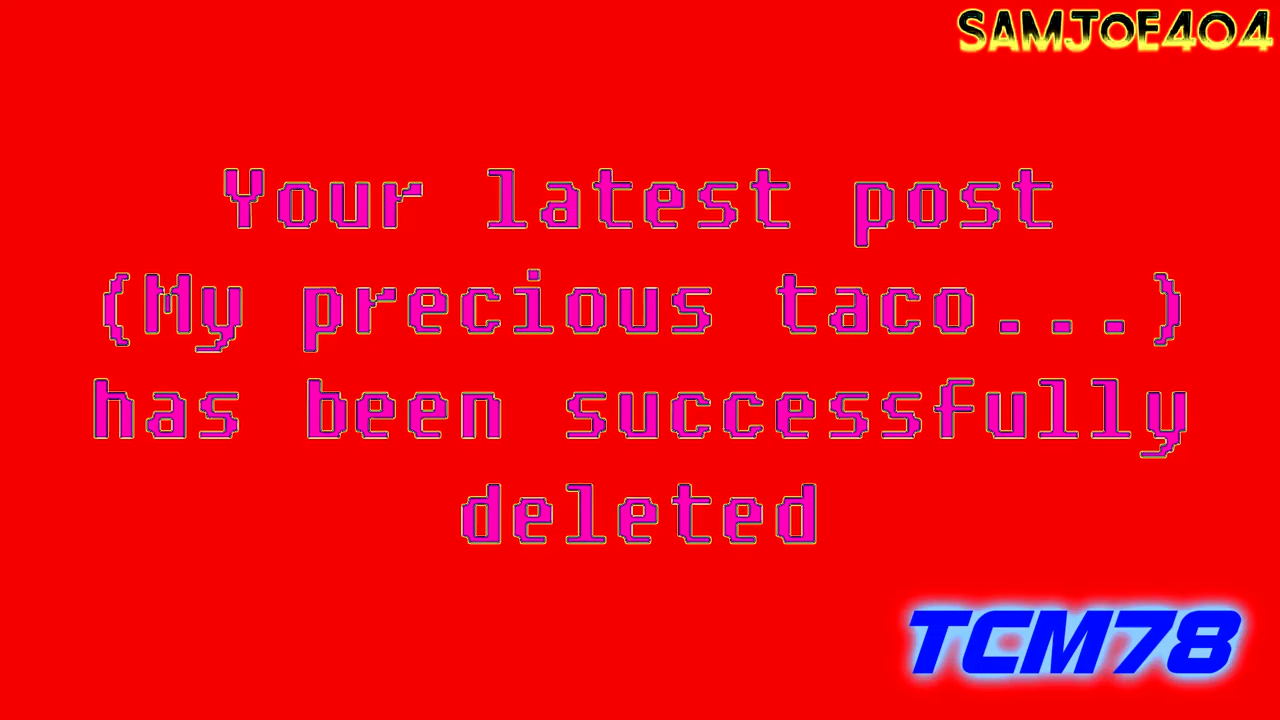 SAMJOE404
Your latest post
(My precious taco...)
has been successfully
deleted
TCM78